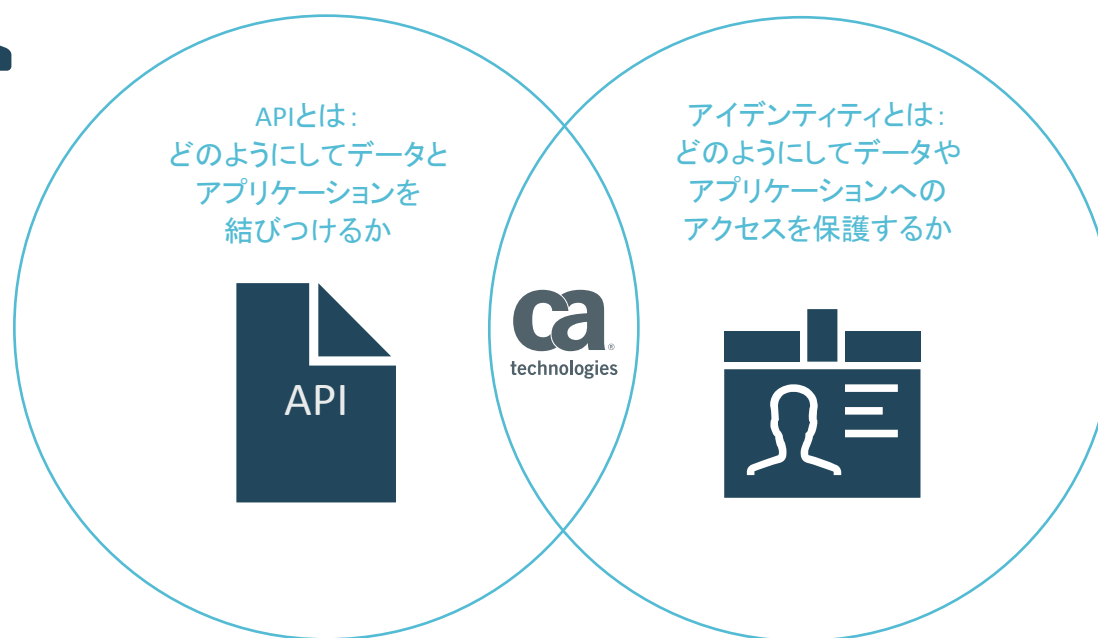 APIとは:
どのようにしてデータと
アプリケーションを
結びつけるか
API
ca
technologies
アイデンティティとは:
どのようにしてデータや
アプリケーションへの
アクセスを保護するか